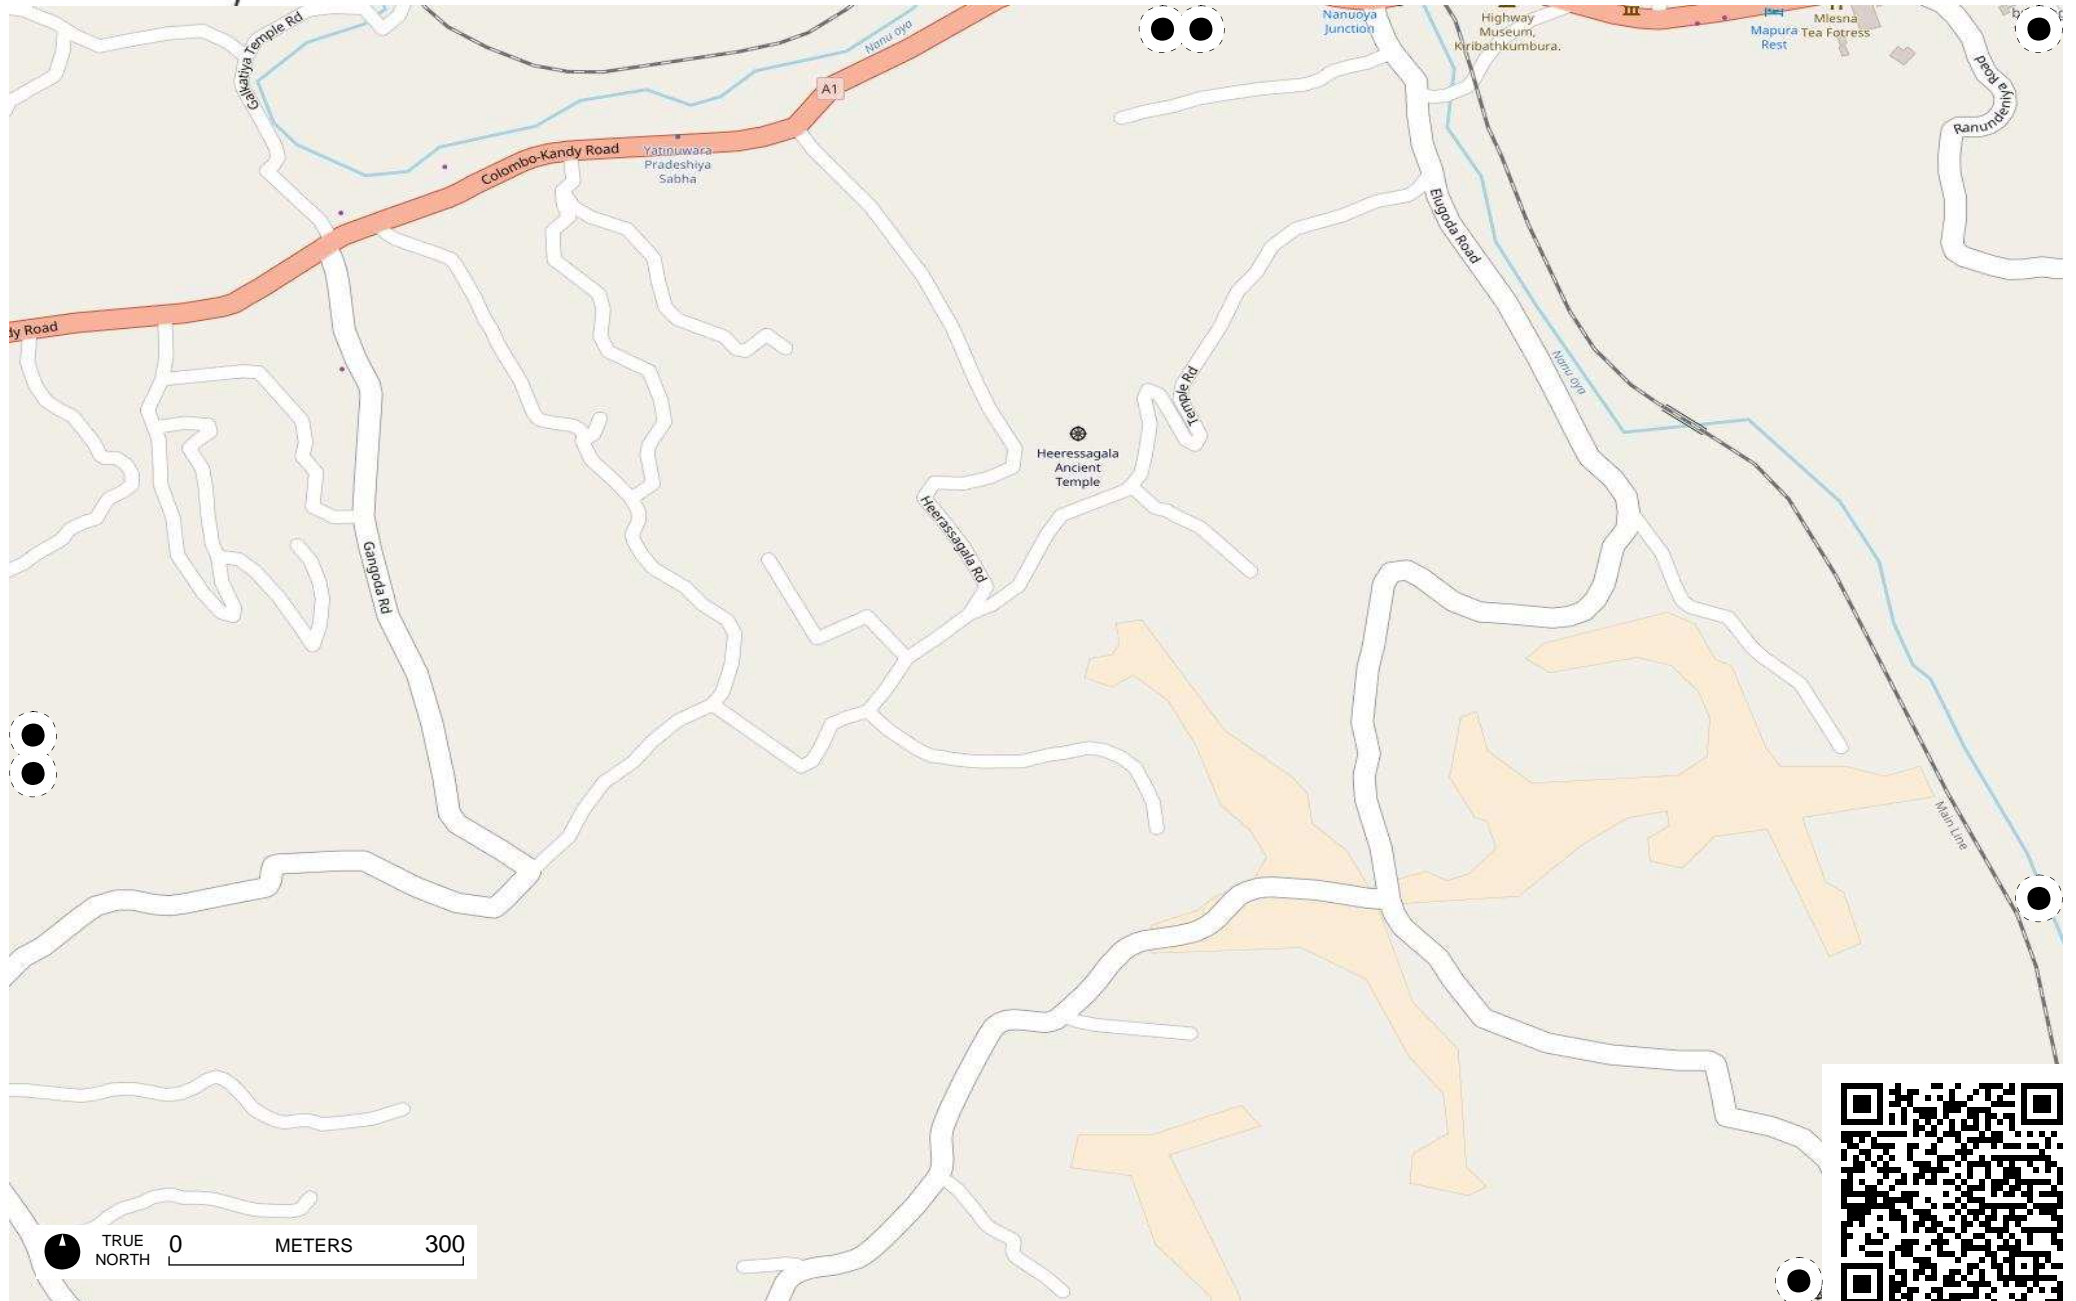 Galkatiya Temple Rd
Nanu oya
Nanuoya
Junction
Highway
Museum,
Kiribathkumbura.
Mapura
Rest
Mlesna
Tea Fotress
Ranundeniya Road
A1
Colombo-Kandy Road
Yatinuwara
Pradeshiya
Sabha
Elugoda Road
dy Road
Nanu oya
Temple Rd
Heeressagala
Ancient
Temple
Heerassagala Rd
Gangoda Rd
Main Line
TRUE
NORTH
0 METERS 300